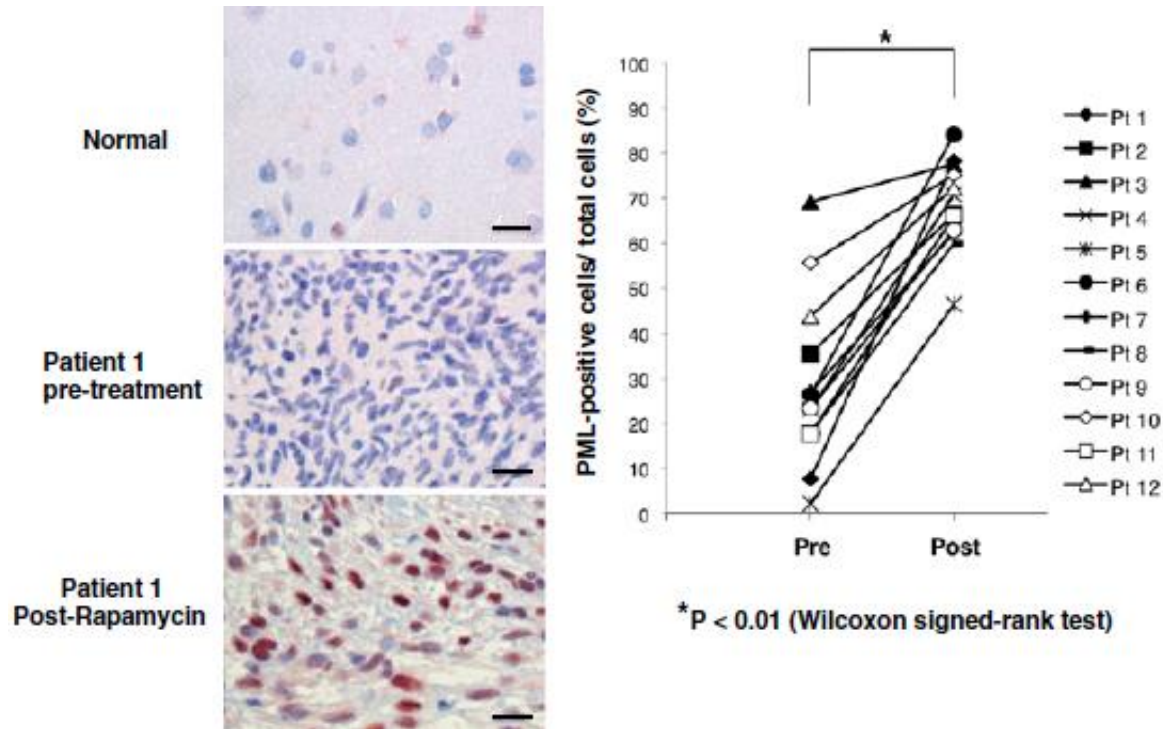 Normal
Patient 1
pre-treatment
Patient 1
Post-Rapamycin
*
PML-positive cells/ total cells (%)
100
90
80
70
60
50
40
30
20
10
0
Pre
Post
Pt 1
Pt 2
Pt 3
Pt 4
Pt 5
Pt 6
Pt 7
Pt 8
Pt 9
Pt 10
Pt 11
Pt 12
*P < 0.01 (Wilcoxon signed-rank test)